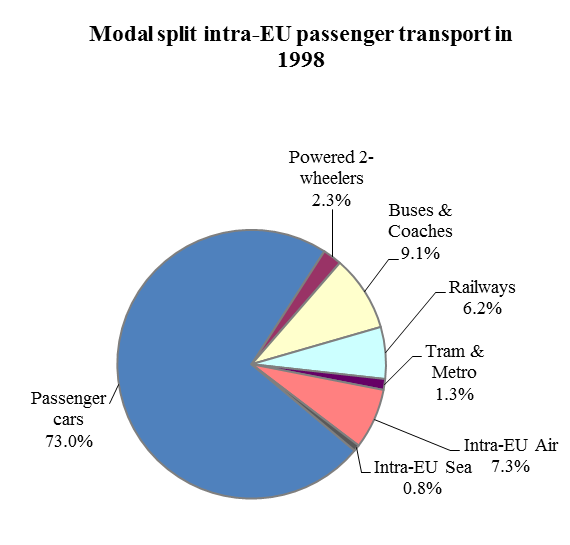 Modal split intra-EU passenger transport in
1998
Powered 2-
wheelers
2.3%
Buses &
Coaches
9.1%
Railways
6.2%
Tram &
Metro
1.3%
Intra-EU Air
7.3%
Intra-EU Sea
0.8%
Passenger
cars
73.0%